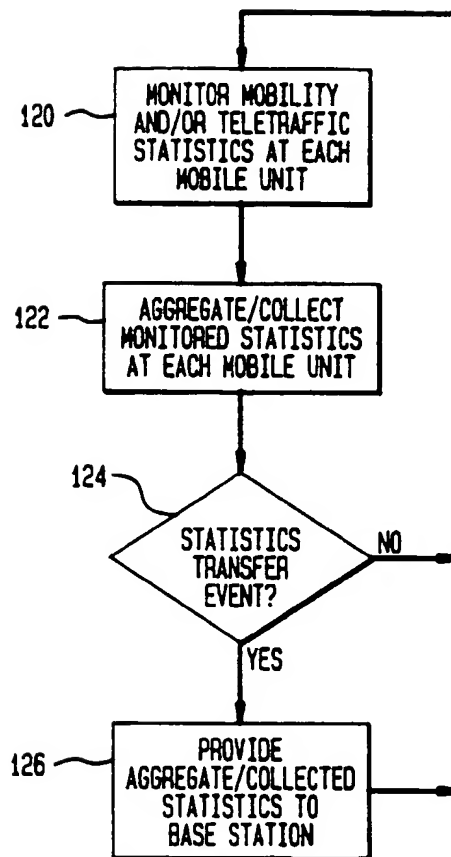 120
MONITOR MOBILITY
AND/OR TELETRAFFIC
STATISTICS AT EACH
MOBILE UNIT
122
AGGREGATE/COLLECT
MONITORED STATISTICS
AT EACH MOBILE UNIT
124
STATISTICS
TRANSFER
EVENT?
NO
YES
126
PROVIDE
AGGREGATE/COLLECTED
STATISTICS TO
BASE STATION